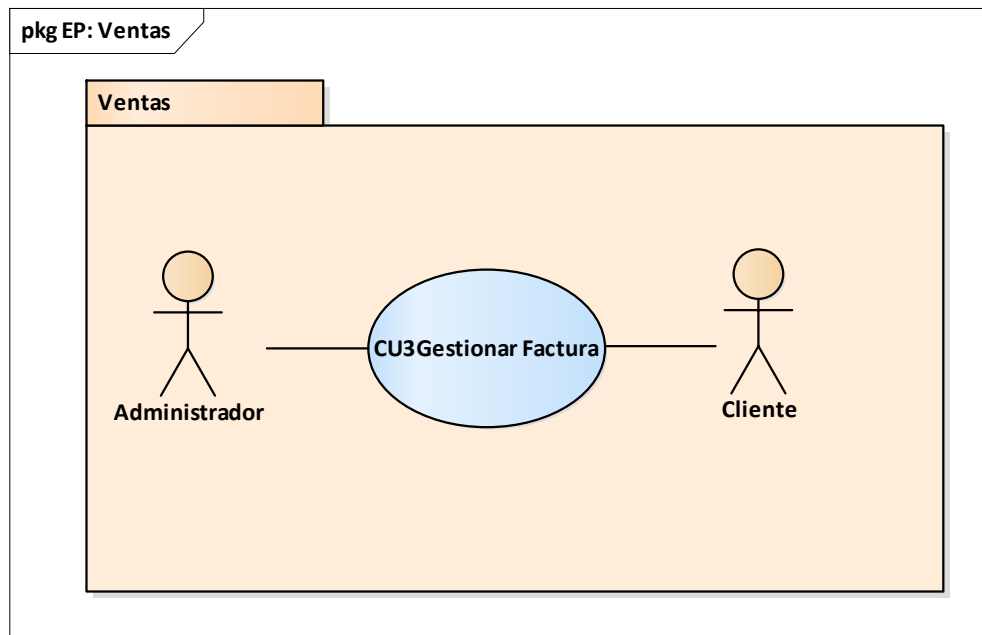 pkg EP: Ventas
Ventas
CU3Gestionar Factura
Administrador
Cliente